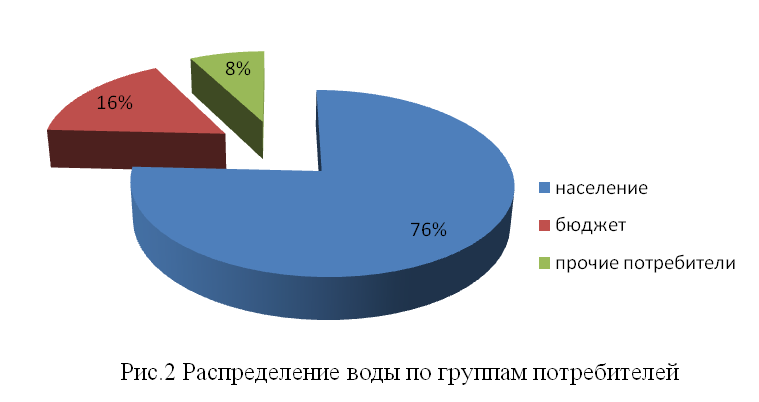 8%
16%
76%
население
бюджет
прочие потребители
Рис.2 Распределение воды по группам потребителей